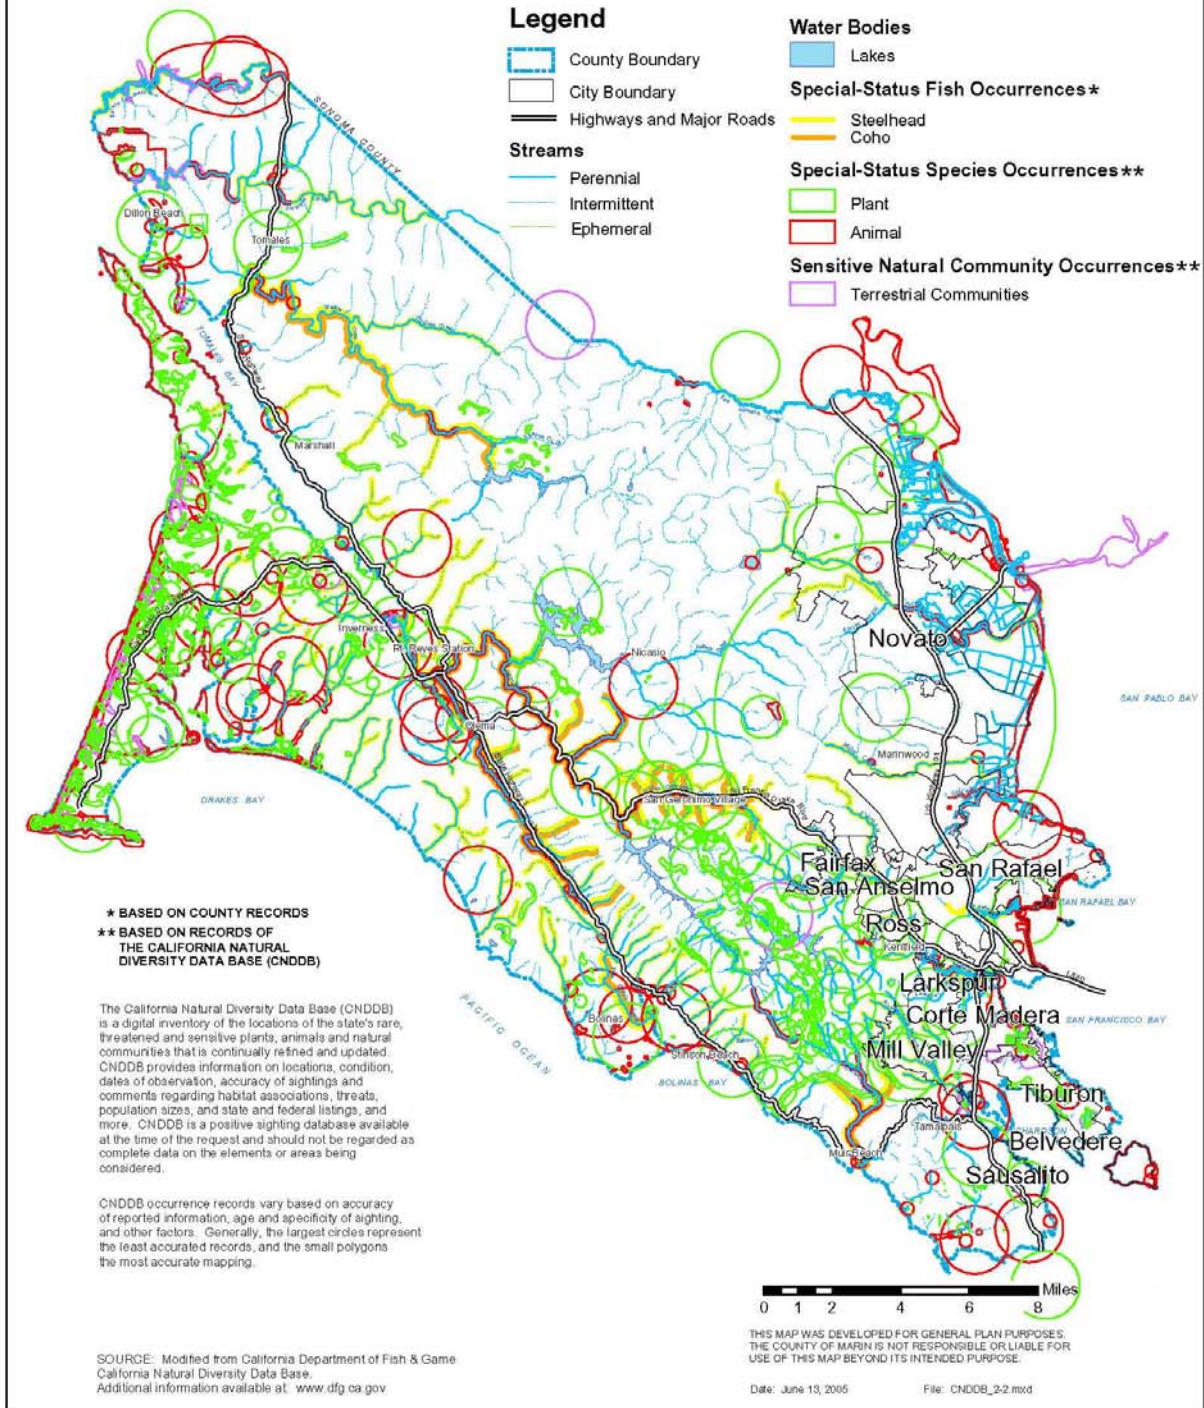 Legend
County Boundary
City Boundary
Highways and Major Roads
Streams
Perennial
Intermittent
Ephemeral
Water Bodies
Lakes
Special-Status Fish Occurrences*
Steelhead
Coho
Special-Status Species Occurrences**
Plant
Animal
Sensitive Natural Community Occurrences**
Terrestrial Communities
SONOMA COUNTY
Dillon Beach
Tomales
TOMALES BAY
Marshall
Inverness
Pt. Reyes Station
Nicasio
Novato
SAN PABLO BAY
Olema
Marinwood
DRAKES BAY
San Geronimo Village
Fairfax
San Rafael
San Anselmo
SAN RAFAEL BAY
Ross
Kentfield
Larkspur
Corte Madera
SAN FRANCISCO BAY
PACIFIC OCEAN
Bolinas
Mill Valley
Stinson Beach
BOLINAS BAY
Tiburon
Tamalpais
Belvedere
Muir Beach
Sausalito
* BASED ON COUNTY RECORDS
** BASED ON RECORDS OF
THE CALIFORNIA NATURAL
DIVERSITY DATA BASE (CNDDB)
The California Natural Diversity Data Base (CNDDB)
is a digital inventory of the locations of the state's rare,
threatened and sensitive plants, animals and natural
communities that is continually refined and updated.
CNDDB provides information on locations, condition,
dates of observation, accuracy of sightings and
comments regarding habitat associations, threats,
population sizes, and state and federal listings, and
more. CNDDB is a positive sighting database available
at the time of the request and should not be regarded as
complete data on the elements or areas being
considered.
CNDDB occurrence records vary based on accuracy
of reported information, age and specificity of sighting,
and other factors. Generally, the largest circles represent
the least accurated records, and the small polygons
the most accurate mapping.
Miles
0 1 2 4 6 8
THIS MAP WAS DEVELOPED FOR GENERAL PLAN PURPOSES.
THE COUNTY OF MARIN IS NOT RESPONSIBLE OR LIABLE FOR
USE OF THIS MAP BEYOND ITS INTENDED PURPOSE.
SOURCE: Modified from California Department of Fish & Game
California Natural Diversity Data Base.
Additional information available at: www.dfg.ca.gov
Date: June 13, 2005 File: CNDDB_2-2.mxd